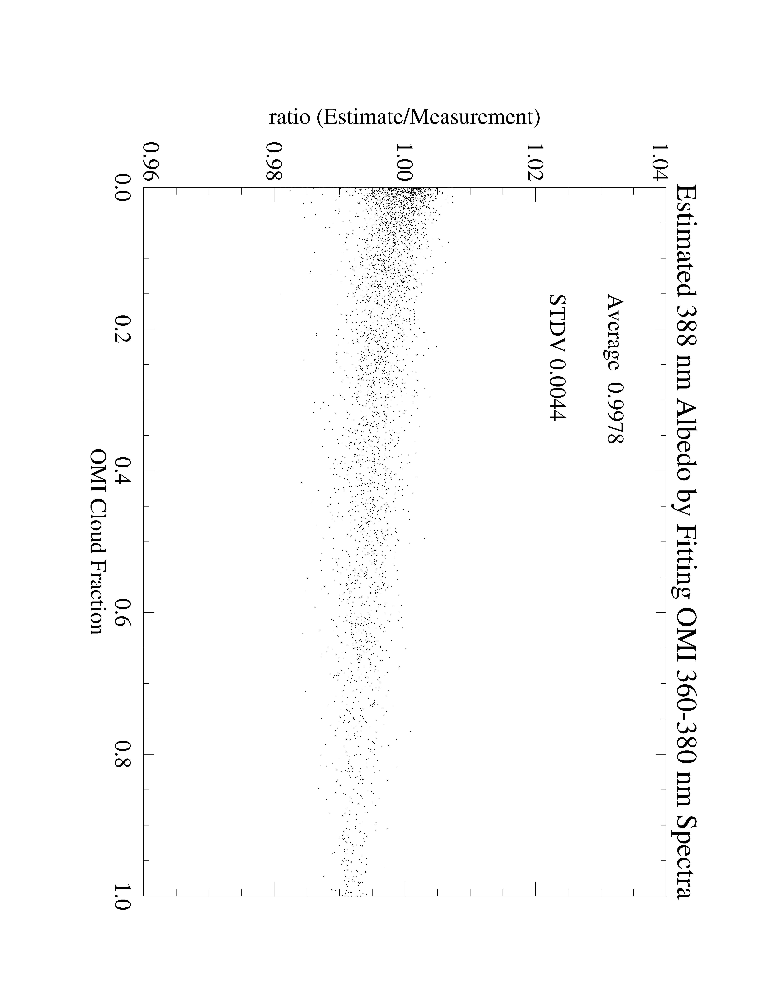 Estimated 388 nm Albedo by Fitting OMI 360-380 nm Spectra
Average 0.9978
STDV 0.0044
ratio (Estimate/Measurement)
1.04
1.02
1.00
0.98
0.96
0.0 0.2 0.4 0.6 0.8 1.0
OMI Cloud Fraction